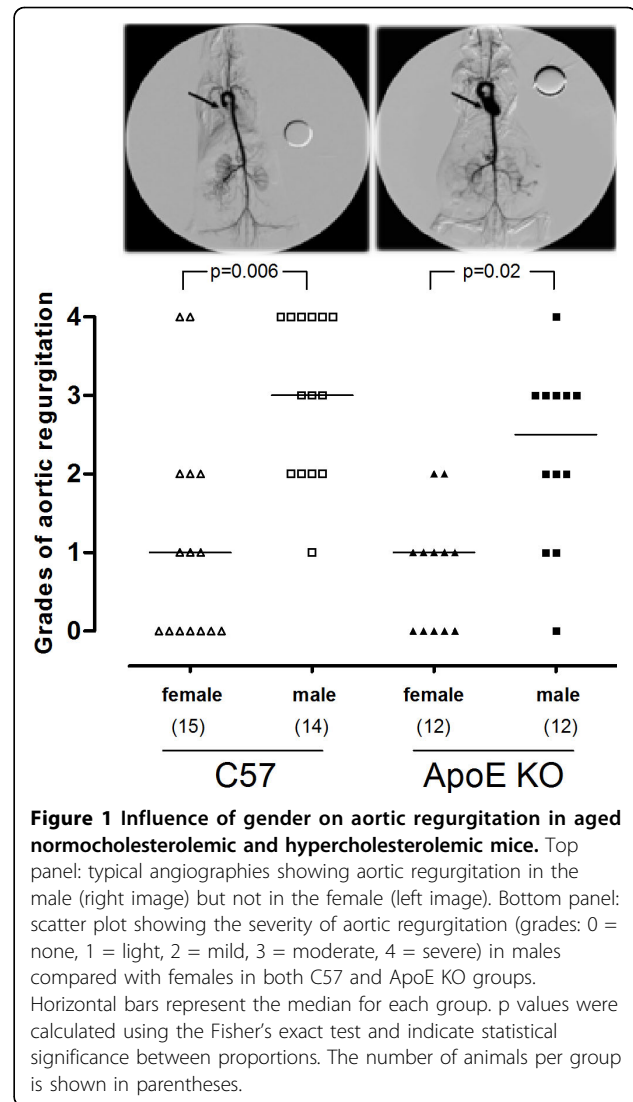 p=0.006 p=0.02
Grades of aortic regurgitation
4
3
2
1
0
female male female male
(15) (14) (12) (12)
C57 ApoE KO
Figure 1 Influence of gender on aortic regurgitation in aged
normocholesterolemic and hypercholesterolemic mice. Top
panel: typical angiographies showing aortic regurgitation in the
male (right image) but not in the female (left image). Bottom panel:
scatter plot showing the severity of aortic regurgitation (grades: 0 =
none, 1 = light, 2 = mild, 3 = moderate, 4 = severe) in males
compared with females in both C57 and ApoE KO groups.
Horizontal bars represent the median for each group. p values were
calculated using the Fisher's exact test and indicate statistical
significance between proportions. The number of animals per group
is shown in parentheses.